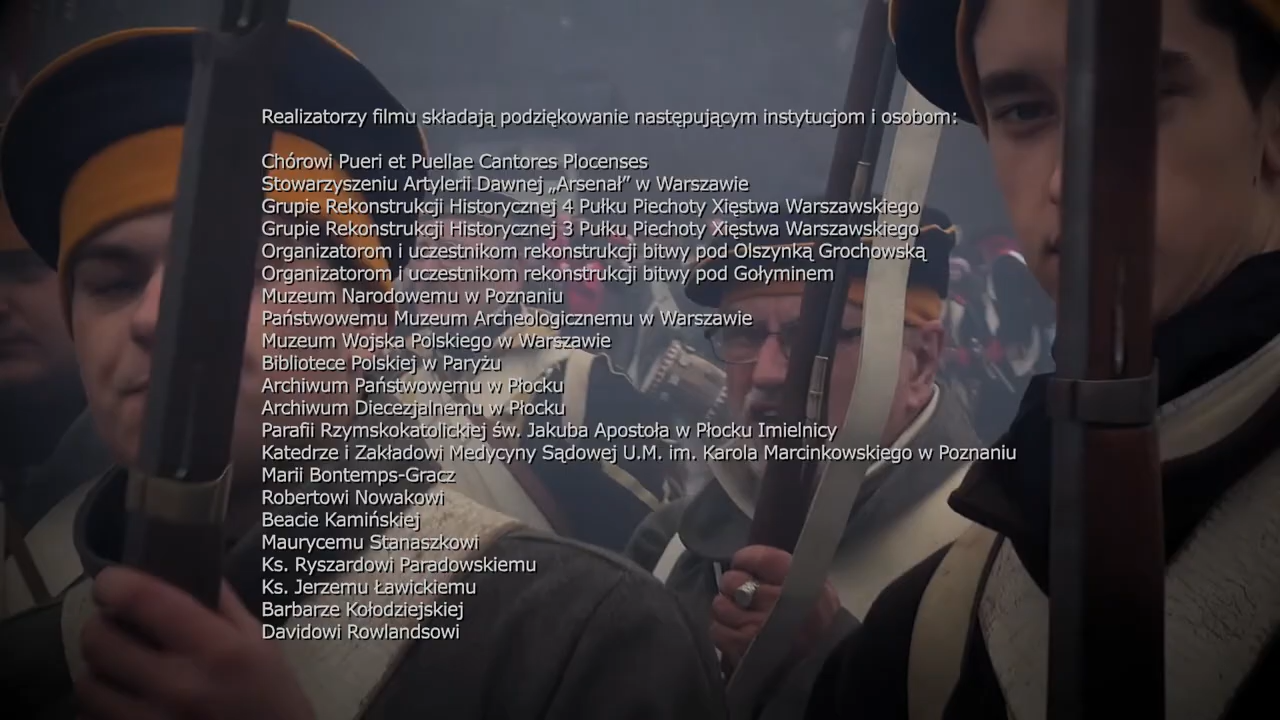 Realizatorzy filmu składają podziękowanie następującym instytucjom i osobom:
Chórowi Pueri et Puellae Cantores Plocenses
Stowarzyszeniu Artylerii Dawnej „Arsenał” w Warszawie
Grupie Rekonstrukcji Historycznej 4 Pułku Piechoty Xięstwa Warszawskiego
Grupie Rekonstrukcji Historycznej 3 Pułku Piechoty Xięstwa Warszawskiego
Organizatorom i uczestnikom rekonstrukcji bitwy pod Olszynką Grochowską
Organizatorom i uczestnikom rekonstrukcji bitwy pod Gołyminem
Muzeum Narodowemu w Poznaniu
Państwowemu Muzeum Archeologicznemu w Warszawie
Muzeum Wojska Polskiego w Warszawie
Bibliotece Polskiej w Paryżu
Archiwum Państwowemu w Płocku
Archiwum Diecezjalnemu w Płocku
Parafii Rzymskokatolickiej św. Jakuba Apostoła w Płocku Imielnicy
Katedrze i Zakładowi Medycyny Sądowej U.M. im. Karola Marcinkowskiego w Poznaniu
Marii Bontemps-Gracz
Robertowi Nowakowi
Beacie Kamińskiej
Maurycemu Stanaszkowi
Ks. Ryszardowi Paradowskiemu
Ks. Jerzemu Ławickiemu
Barbarze Kołodziejskiej
Davidowi Rowlandsowi